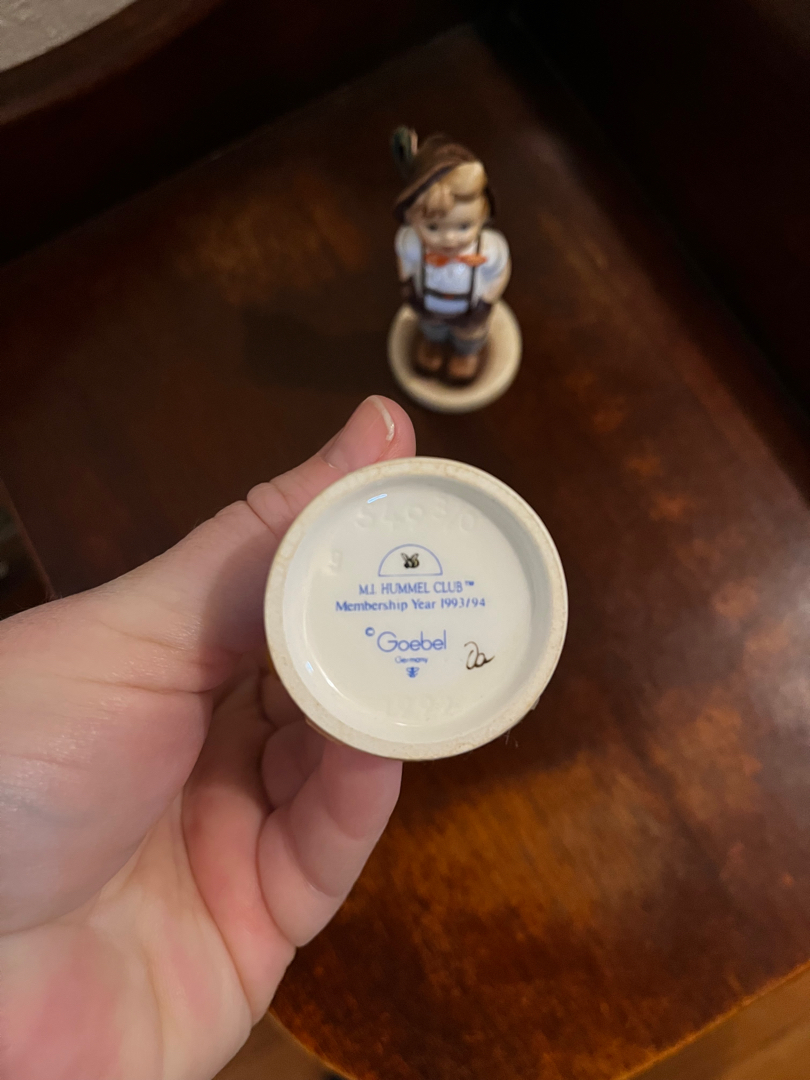 M.I. HUMMEL CLUB™
Membership Year 1993/94
© Goebel
Germany